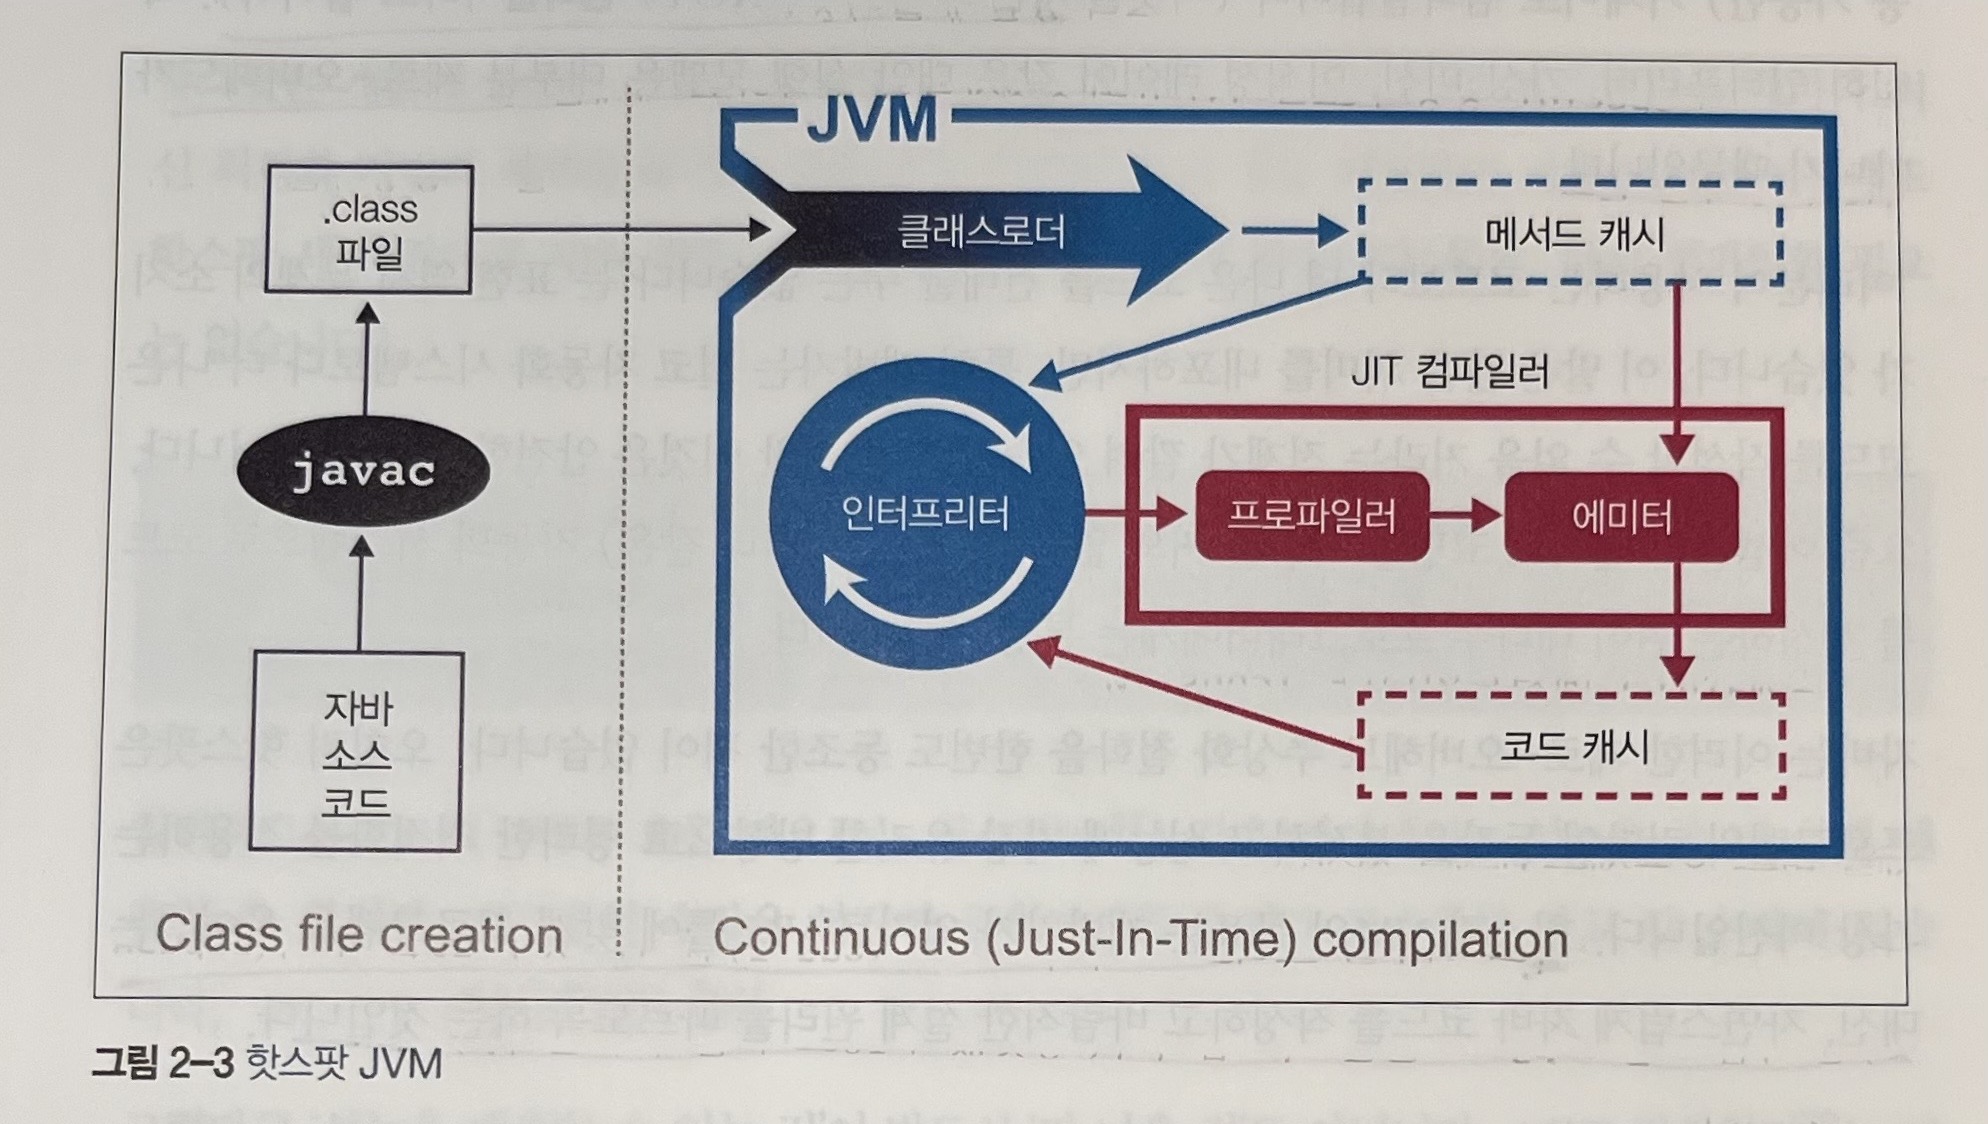 JVM
.class
파일
클래스로더
메서드 캐시
JIT 컴파일러
javac
인터프리터
프로파일러
에미터
자바
소스
코드
코드 캐시
Class file creation
Continuous (Just-In-Time) compilation
그림 2–3 핫스팟 JVM